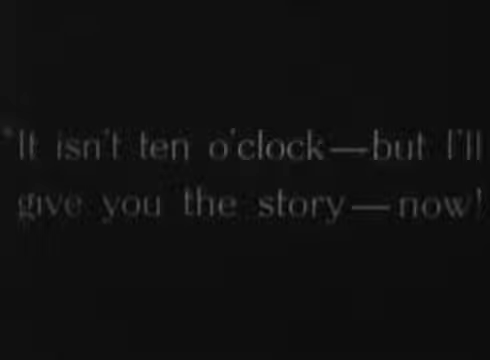 "It isn't ten o'clock—but I'll
give you the story—now!